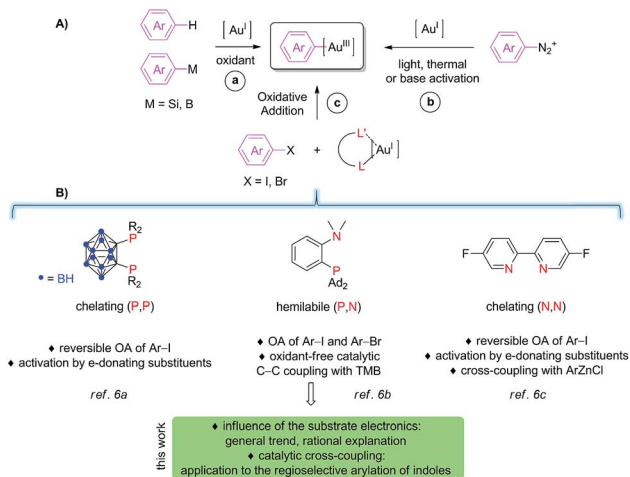 A)
Ar H
Ar M
M = Si, B
[Au^I]
oxidant
a
Ar [Au^III]
[Au^I]
light, thermal
or base activation
b
Ar N2+
Oxidative
Addition
c
Ar X
X = I, Br
+
L'
Au^I
L
B)
R2
P
P
R2
• = BH
chelating (P,P)
♦ reversible OA of Ar–I
♦ activation by e-donating substituents
ref. 6a
N
P
Ad2
hemilabile (P,N)
♦ OA of Ar–I and Ar–Br
♦ oxidant-free catalytic
C–C coupling with TMB
ref. 6b
F
N N
F
chelating (N,N)
♦ reversible OA of Ar–I
♦ activation by e-donating substituents
♦ cross-coupling with ArZnCl
ref. 6c
this work
♦ influence of the substrate electronics:
general trend, rational explanation
♦ catalytic cross-coupling:
application to the regioselective arylation of indoles